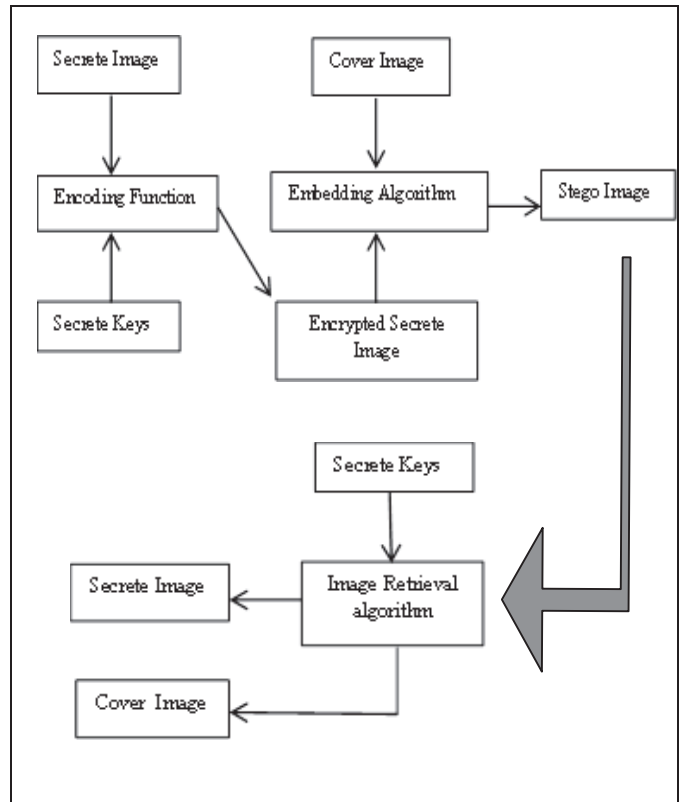 Secrete Image
Cover Image
Encoding Function
Embedding Algorithm
Stego Image
Secrete Keys
Encrypted Secrete
Image
Secrete Keys
Secrete Image
Image Retrieval
algorithm
Cover Image